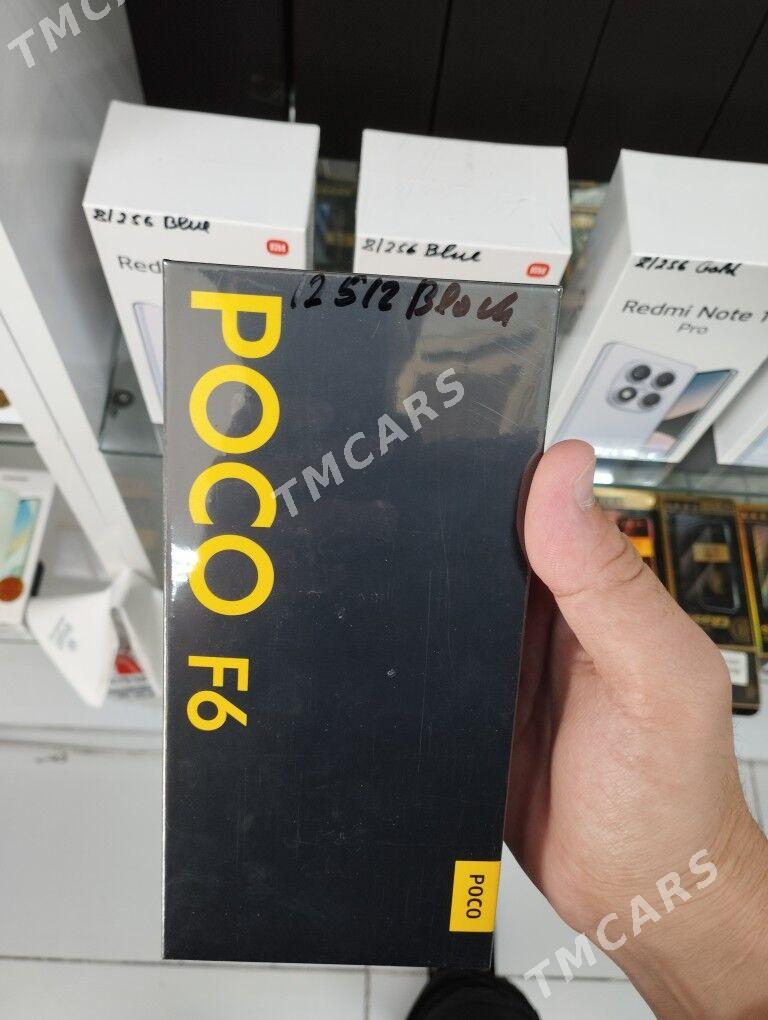 TMCARS
8/256 Blue
Red
8/256 Blue
8/256 Gold
Redmi Note 1
Pro
12 512 Black
POCO F6
TMCARS
POCO
TMCARS